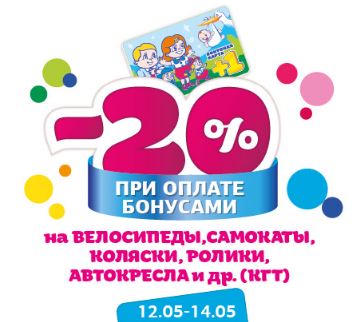 -20%
ПРИ ОПЛАТЕ
БОНУСАМИ
на ВЕЛОСИПЕДЫ,САМОКАТЫ,
КОЛЯСКИ, РОЛИКИ,
АВТОКРЕСЛА и др. (КГТ)
12.05-14.05